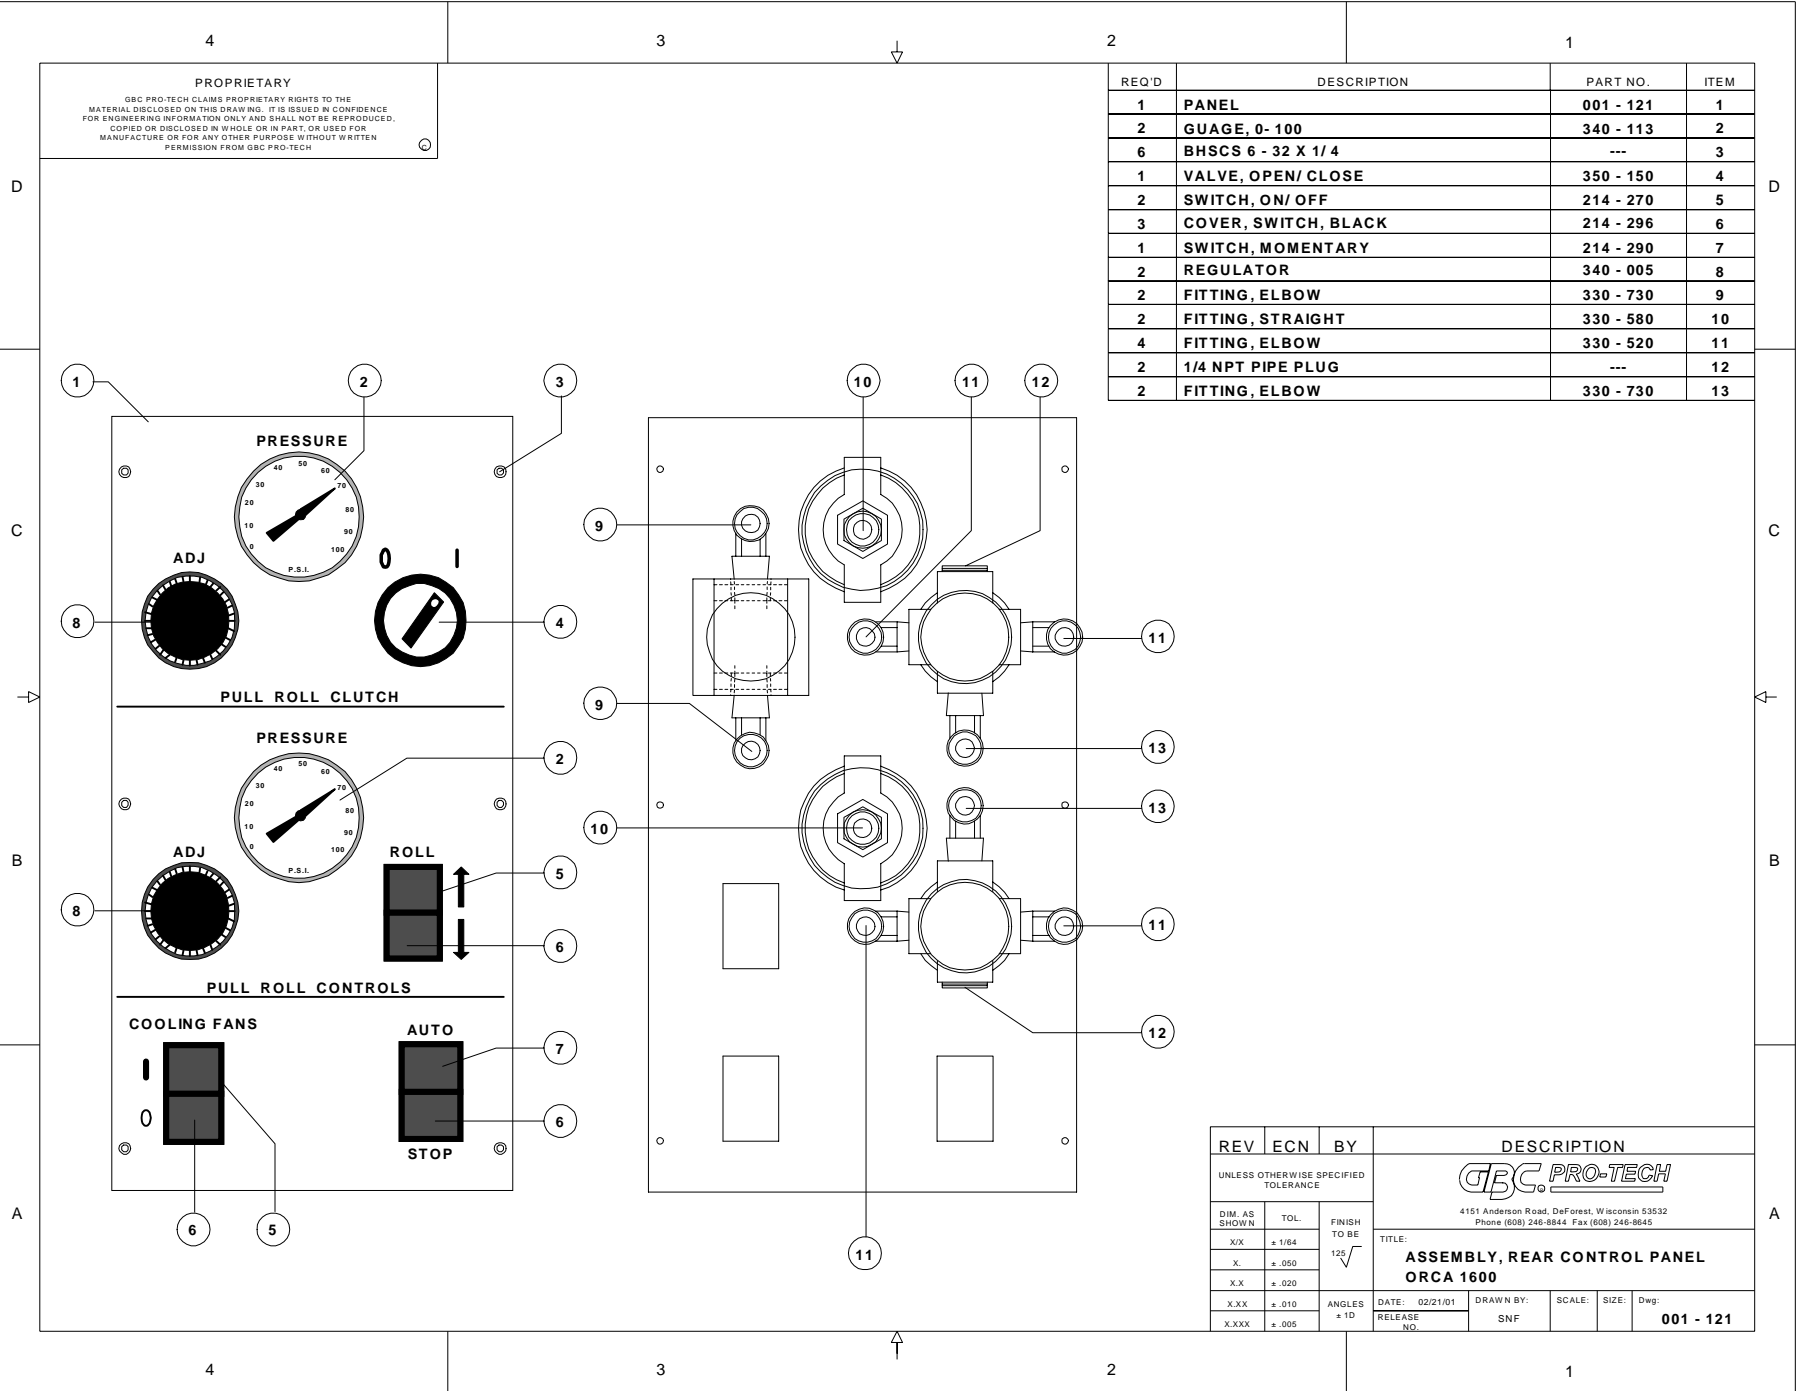 4 3 2 1
PROPRIETARY
GBC PRO-TECH CLAIMS PROPRIETARY RIGHTS TO THE
MATERIAL DISCLOSED ON THIS DRAWING. IT IS ISSUED IN CONFIDENCE
FOR ENGINEERING INFORMATION ONLY AND SHALL NOT BE REPRODUCED,
COPIED OR DISCLOSED IN WHOLE OR IN PART, OR USED FOR
MANUFACTURE OR FOR ANY OTHER PURPOSE WITHOUT WRITTEN
PERMISSION FROM GBC PRO-TECH
C
REQ'D DESCRIPTION PART NO. ITEM
1 PANEL 001 - 121 1
2 GUAGE, 0- 100 340 - 113 2
6 BHSCS 6 - 32 X 1/ 4 --- 3
1 VALVE, OPEN/ CLOSE 350 - 150 4
2 SWITCH, ON/ OFF 214 - 270 5
3 COVER, SWITCH, BLACK 214 - 296 6
1 SWITCH, MOMENTARY 214 - 290 7
2 REGULATOR 340 - 005 8
2 FITTING, ELBOW 330 - 730 9
2 FITTING, STRAIGHT 330 - 580 10
4 FITTING, ELBOW 330 - 520 11
2 1/4 NPT PIPE PLUG --- 12
2 FITTING, ELBOW 330 - 730 13
D D
C C
B B
A A
1 2 3
PRESSURE
0 10 20 30 40 50 60 70 80 90 100
P.S.I.
ADJ
0 I
8 4
PULL ROLL CLUTCH
PRESSURE
0 10 20 30 40 50 60 70 80 90 100
P.S.I.
2
ADJ
ROLL
8 5
6
PULL ROLL CONTROLS
COOLING FANS
I
0
AUTO
STOP
7
6
6 5
10 11 12
9
11
9
13
13
10
11
12
11
REV ECN BY DESCRIPTION
UNLESS OTHERWISE SPECIFIED
TOLERANCE
GBC PRO-TECH
4151 Anderson Road, DeForest, Wisconsin 53532
Phone (608) 246-8844 Fax (608) 246-8645
DIM. AS SHOWN TOL.
X/X ± 1/64
X. ± .050
X.X ± .020
X.XX ± .010
X.XXX ± .005
FINISH
TO BE
125
ANGLES
± 1D
TITLE:
ASSEMBLY, REAR CONTROL PANEL
ORCA 1600
DATE: 02/21/01
RELEASE NO.
DRAWN BY:
SNF
SCALE: SIZE: Dwg:
001 - 121
4 3 2 1